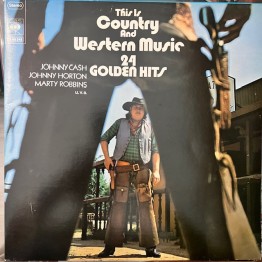 This Is
Country
And
Western Music
24
GOLDEN HITS
JOHNNY CASH
JOHNNY HORTON
MARTY ROBBINS
u.v.a.